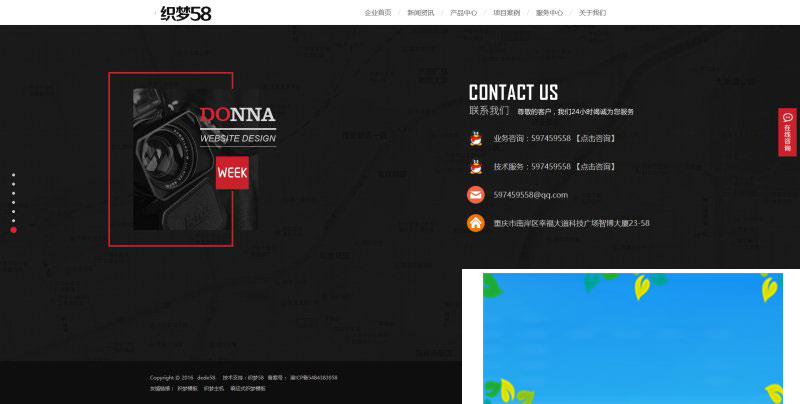 织梦58
企业首页 / 新闻资讯 / 产品中心 / 项目案例 / 服务中心 / 关于我们
DONNA
WEBSITE DESIGN
WEEK
CONTACT US
联系我们 尊敬的客户，我们24小时竭诚为您服务
业务咨询：597459558 【点击咨询】
技术服务：597459558 【点击咨询】
597459558@qq.com
重庆市南岸区幸福大道科技广场智博大厦23-58
在线咨询
Copyright © 2016 dede58. 技术支持：织梦58 备案号： 渝ICP备5484383958
友情链接： 织梦模板 织梦主机 响应式织梦模板